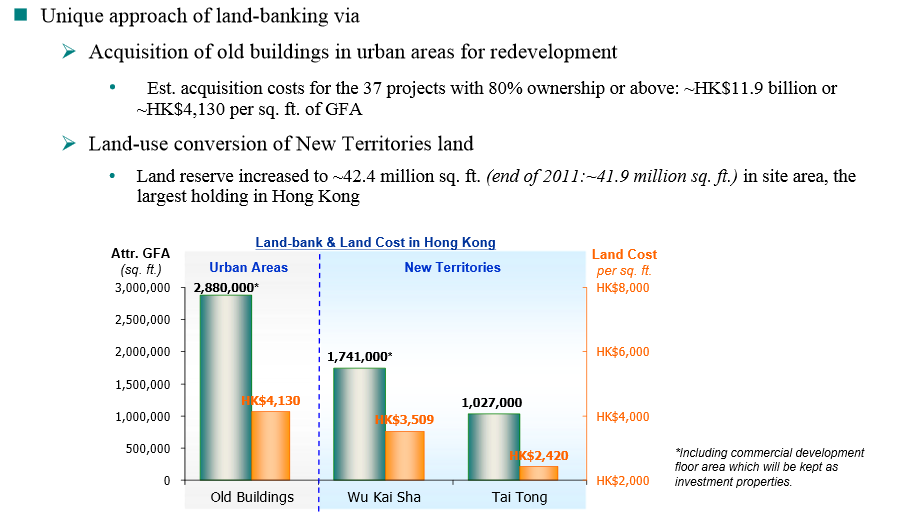 Unique approach of land-banking via
Acquisition of old buildings in urban areas for redevelopment
Est. acquisition costs for the 37 projects with 80% ownership or above: ~HK$11.9 billion or
~HK$4,130 per sq. ft. of GFA
Land-use conversion of New Territories land
Land reserve increased to ~42.4 million sq. ft. (end of 2011:~41.9 million sq. ft.) in site area, the
largest holding in Hong Kong
Land-bank & Land Cost in Hong Kong
Attr. GFA
(sq. ft.)
Urban Areas
New Territories
Land Cost
per sq. ft.
3,000,000
2,880,000*
HK$8,000
2,500,000
2,000,000
1,741,000*
HK$6,000
1,500,000
HK$4,130
1,027,000
1,000,000
HK$3,509
HK$4,000
500,000
HK$2,420
*Including commercial development
floor area which will be kept as
investment properties.
0
HK$2,000
Old Buildings
Wu Kai Sha
Tai Tong